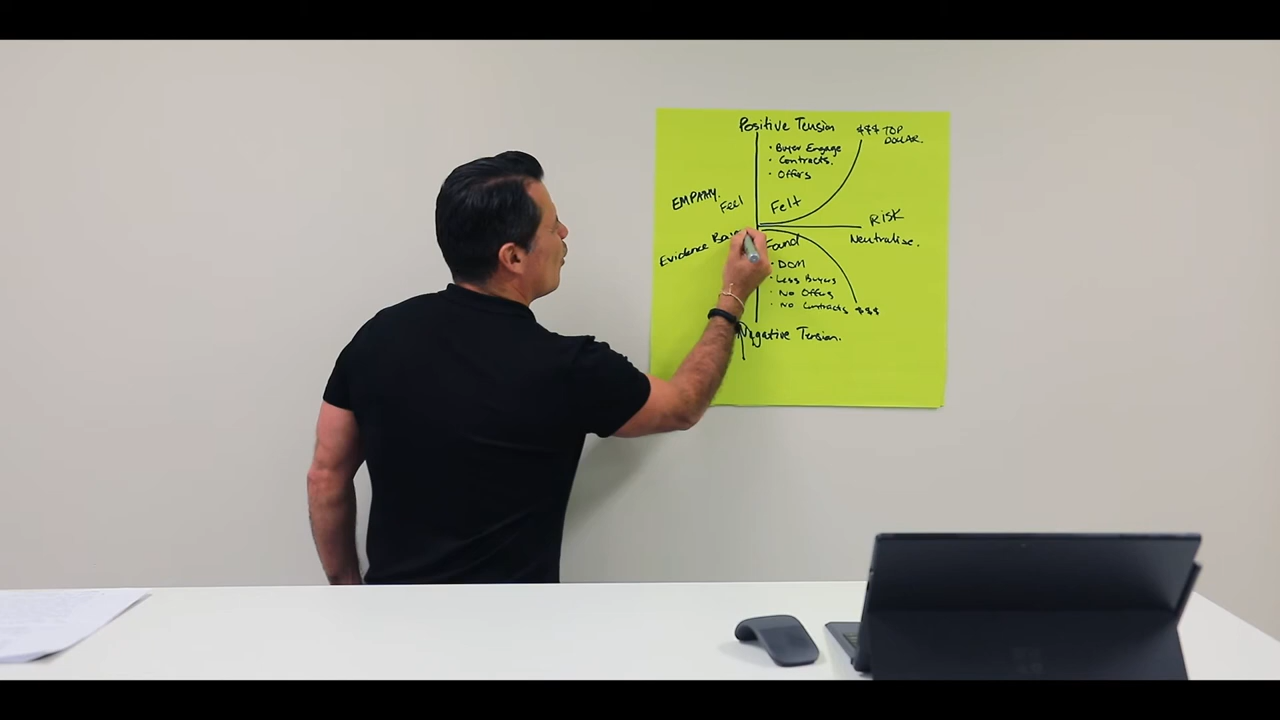 Positive Tension
$$$ TOP
DOLLAR.
• Buyer Engage
• Contracts.
• Offers
EMPATHY.
Feel
Felt
Risk
Neutralise.
Evidence
Found
• DOM
• Less Buyers
• No Offers
• No Contracts $$$
Negative Tension.